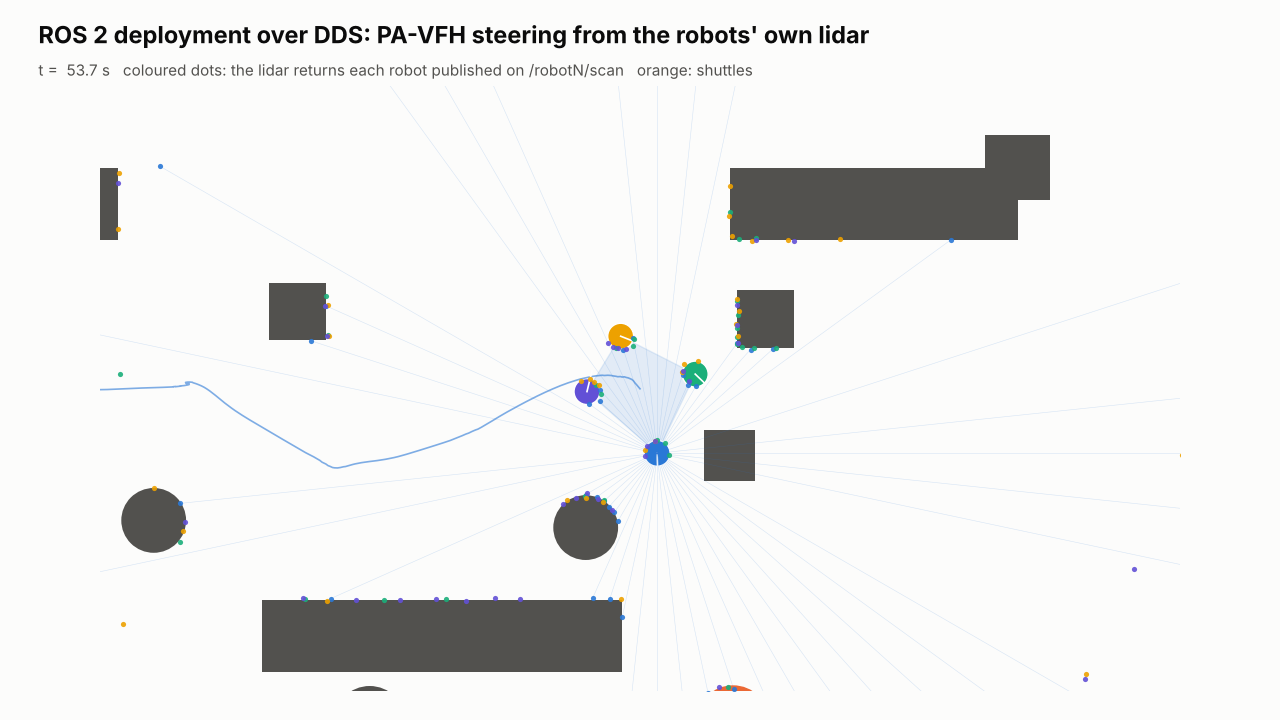 ROS 2 deployment over DDS: PA-VFH steering from the robots' own lidar
t =  53.7 s   coloured dots: the lidar returns each robot published on /robotN/scan   orange: shuttles